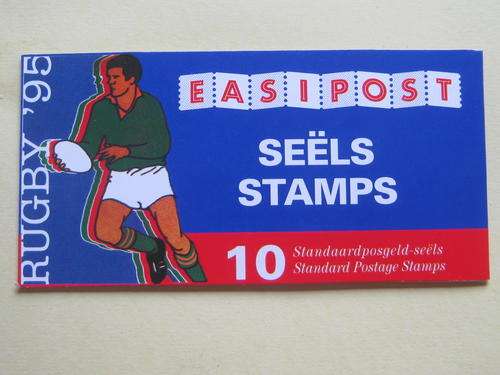 RUGBY '95
EASIPOST
SEËLS
STAMPS
10
Standaardposgeld-seëls
Standard Postage Stamps